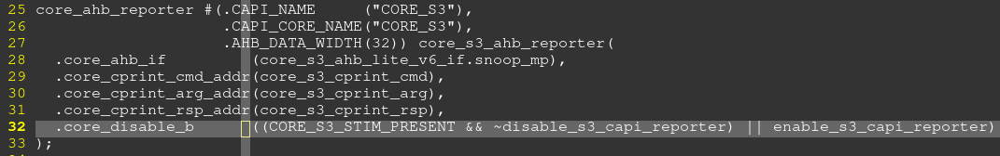 25 core_ahb_reporter #(.CAPI_NAME     ("CORE_S3"),
26                     .CAPI_CORE_NAME("CORE_S3"),
27                     .AHB_DATA_WIDTH(32)) core_s3_ahb_reporter(
28   .core_ahb_if         (core_s3_ahb_lite_v6_if.snoop_mp),
29   .core_cprint_cmd_addr(core_s3_cprint_cmd),
30   .core_cprint_arg_addr(core_s3_cprint_arg),
31   .core_cprint_rsp_addr(core_s3_cprint_rsp),
32   .core_disable_b      ((CORE_S3_STIM_PRESENT && ~disable_s3_capi_reporter) || enable_s3_capi_reporter)
33 );